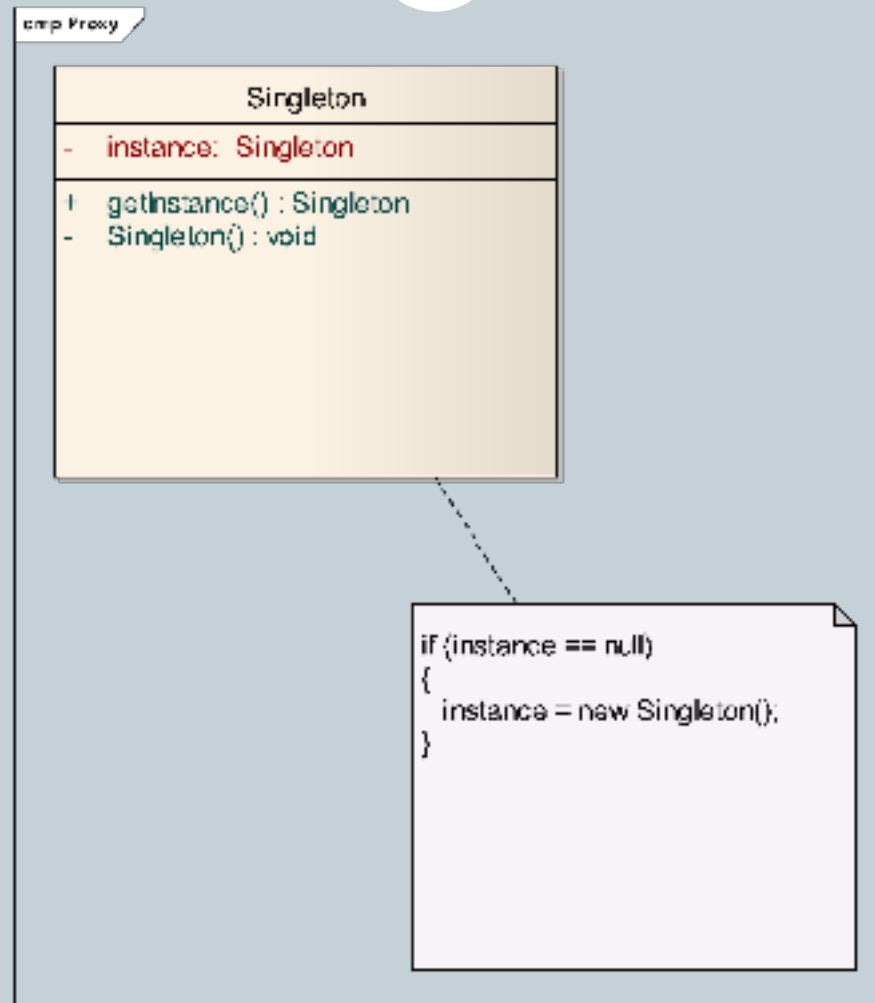 cmp Proxy
Singleton
- instance: Singleton
+ getInstance() : Singleton
- Singleton() : void
if (instance == null)
{
instance = new Singleton();
}